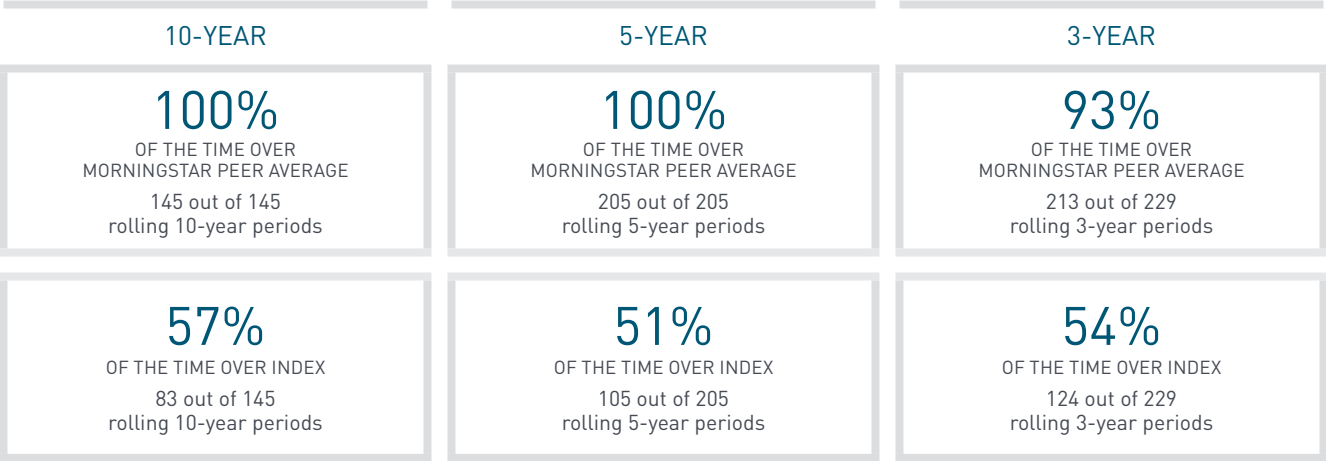 10-YEAR
100%
OF THE TIME OVER
MORNINGSTAR PEER AVERAGE
145 out of 145
rolling 10-year periods
57%
OF THE TIME OVER INDEX
83 out of 145
rolling 10-year periods
5-YEAR
100%
OF THE TIME OVER
MORNINGSTAR PEER AVERAGE
205 out of 205
rolling 5-year periods
51%
OF THE TIME OVER INDEX
105 out of 205
rolling 5-year periods
3-YEAR
93%
OF THE TIME OVER
MORNINGSTAR PEER AVERAGE
213 out of 229
rolling 3-year periods
54%
OF THE TIME OVER INDEX
124 out of 229
rolling 3-year periods